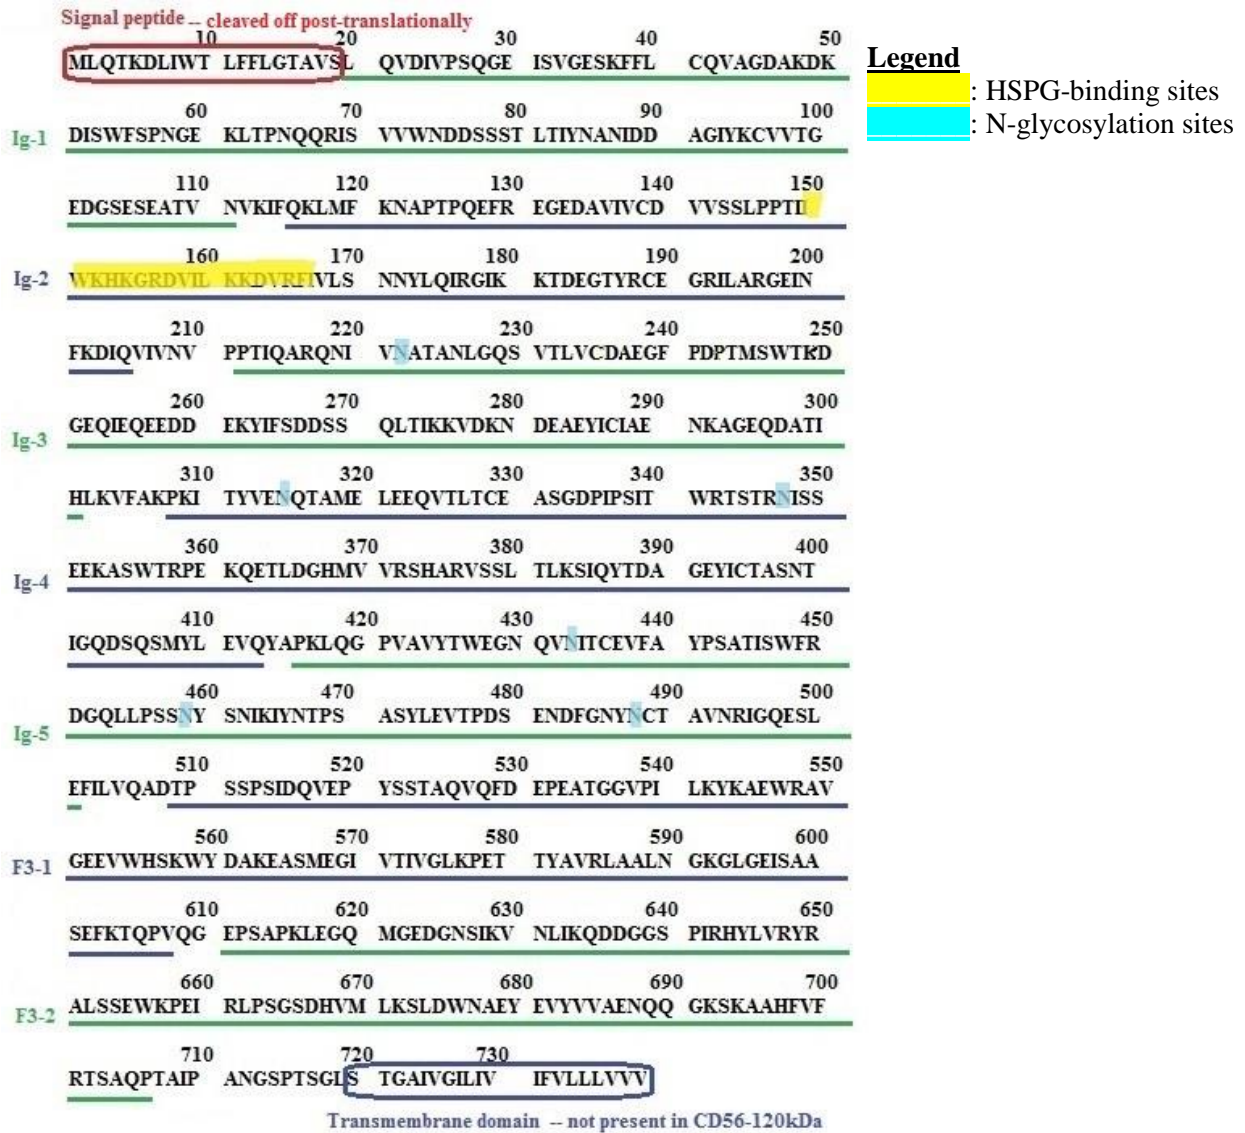 Signal peptide -- cleaved off post-translationally
10 20 30 40 50
MLQTKDLIWT LFFLGTAVSL QVDIVPSQGE ISVGESKFFL CQVAGDAKDK
Legend
: HSPG-binding sites
: N-glycosylation sites
60 70 80 90 100
Ig-1 DISWFSPNGE KLTPNQQRIS VVWNDDSSST LTIYNANIDD AGIYKCVVTG
110 120 130 140 150
EDGSESEATV NVKIFQKLMF KNAPTPQEFR EGEDAVIVCD VVSSLPPTII
160 170 180 190 200
Ig-2 WKHKGRDVIL KKDVRFIVLS NNYLQIRGIK KTDEGTYRCE GRILARGEIN
210 220 230 240 250
FKDIQVIVNV PPTIQARQNI VNATANLGQS VTLVCDAEGF PDPTMSWTKD
260 270 280 290 300
Ig-3 GEQIEQEEDD EKYIFSDDSS QLTIKKVDKN DEAEYICIAE NKAGEQDATI
310 320 330 340 350
HLKVFAKPKI TYVENQTAME LEEQVTLTCE ASGDPIPSIT WRTSTRNISS
360 370 380 390 400
Ig-4 EEKASWTRPE KQETLDGHMV VRSHARVSSL TLKSIQYTDA GEYICTASNT
410 420 430 440 450
IGQDSQSMYL EVQYAPKLQG PVAVYTWEGN QVNITCEVFA YPSATISWFR
460 470 480 490 500
Ig-5 DGQLLPSSNY SNIKIYNTPS ASYLEVTPDS ENDFGNYNCT AVNRIGQESL
510 520 530 540 550
EFILVQADTP SSPSIDQVEP YSSTAQVQFD EPEATGGVPI LKYKAEWRAV
560 570 580 590 600
F3-1 GEEVWHSKWY DAKEASMEGI VTIVGLKPET TYAVRLAALN GKGLGEISAA
610 620 630 640 650
SEFKTQPVQG EPSAPKLEGQ MGEDGNSIKV NLIKQDDGGS PIRHYLVRYR
660 670 680 690 700
F3-2 ALSSEWKPEI RLPSGSDHVM LKSLDWNAEY EVYVVAENQQ GKSKAAHFVF
710 720 730
RTSAQPTAIP ANGSPTSGLS TGAIVGILIV IFVLLLVVV
Transmembrane domain -- not present in CD56-120kDa